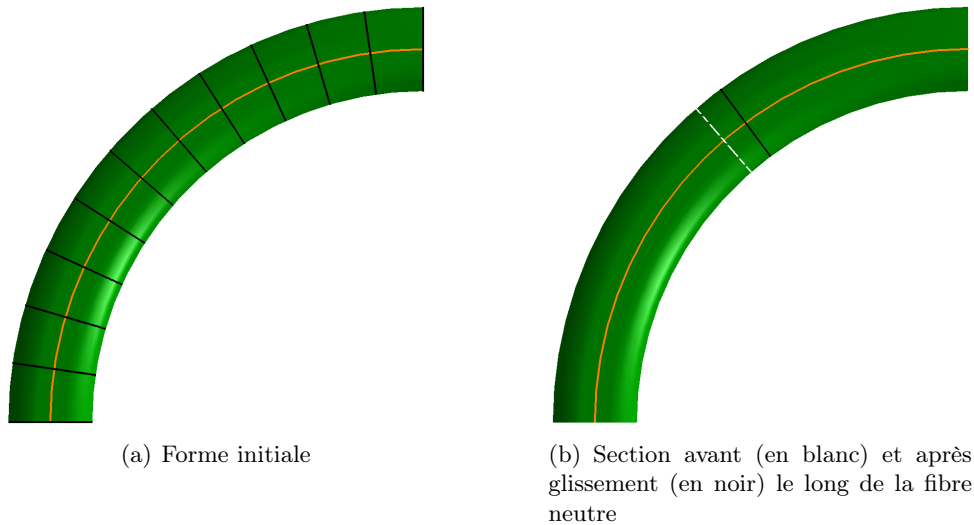 (a) Forme initiale
(b) Section avant (en blanc) et après
glissement (en noir) le long de la fibre
neutre